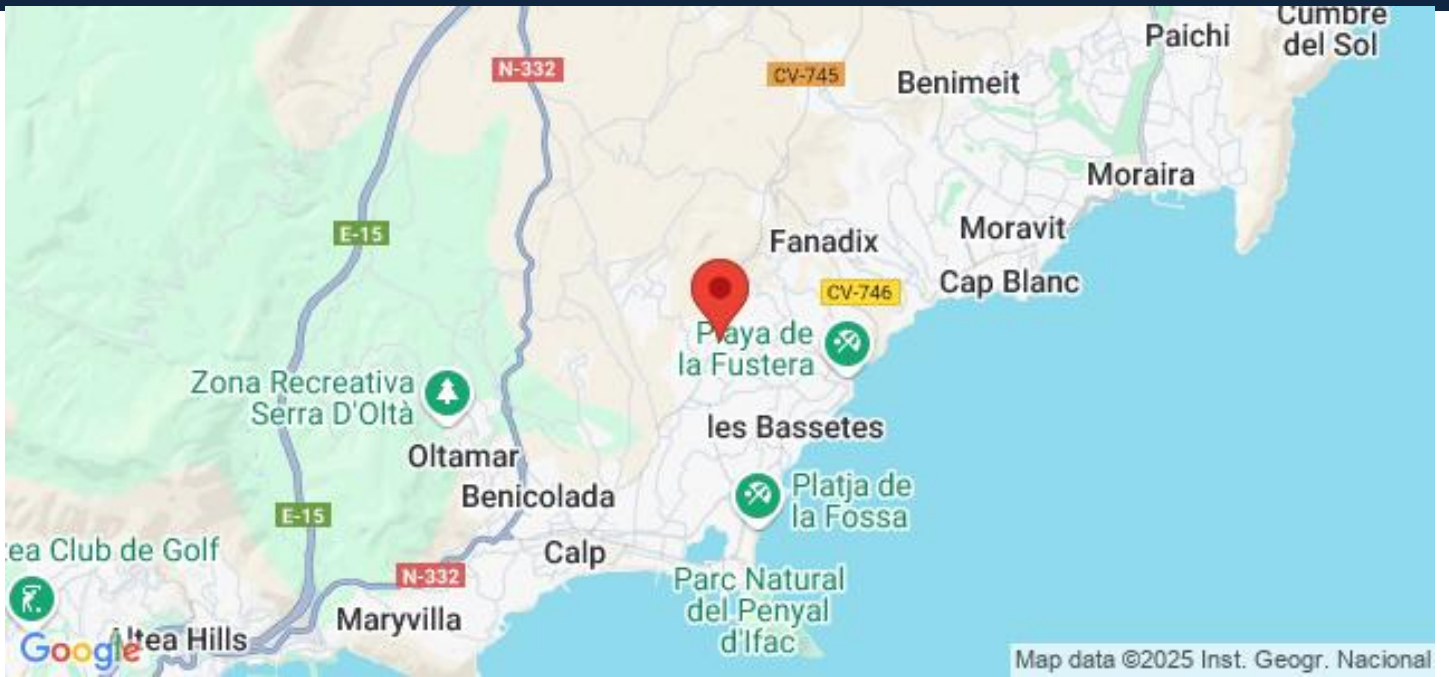 Cumbre
del Sol
Paichi
N-332
CV-745
Benimeit
Moraira
E-15
Moravit
Fanadix
CV-746
Cap Blanc
Playa de
la Fustera
Zona Recreativa
Serra D'Oltà
les Bassetes
Oltamar
Benicolada
Platja de
la Fossa
E-15
ea Club de Golf
Calp
N-332
Parc Natural
del Penyal
d'Ifac
Maryvilla
Altea Hills
Google
Map data ©2025 Inst. Geogr. Nacional